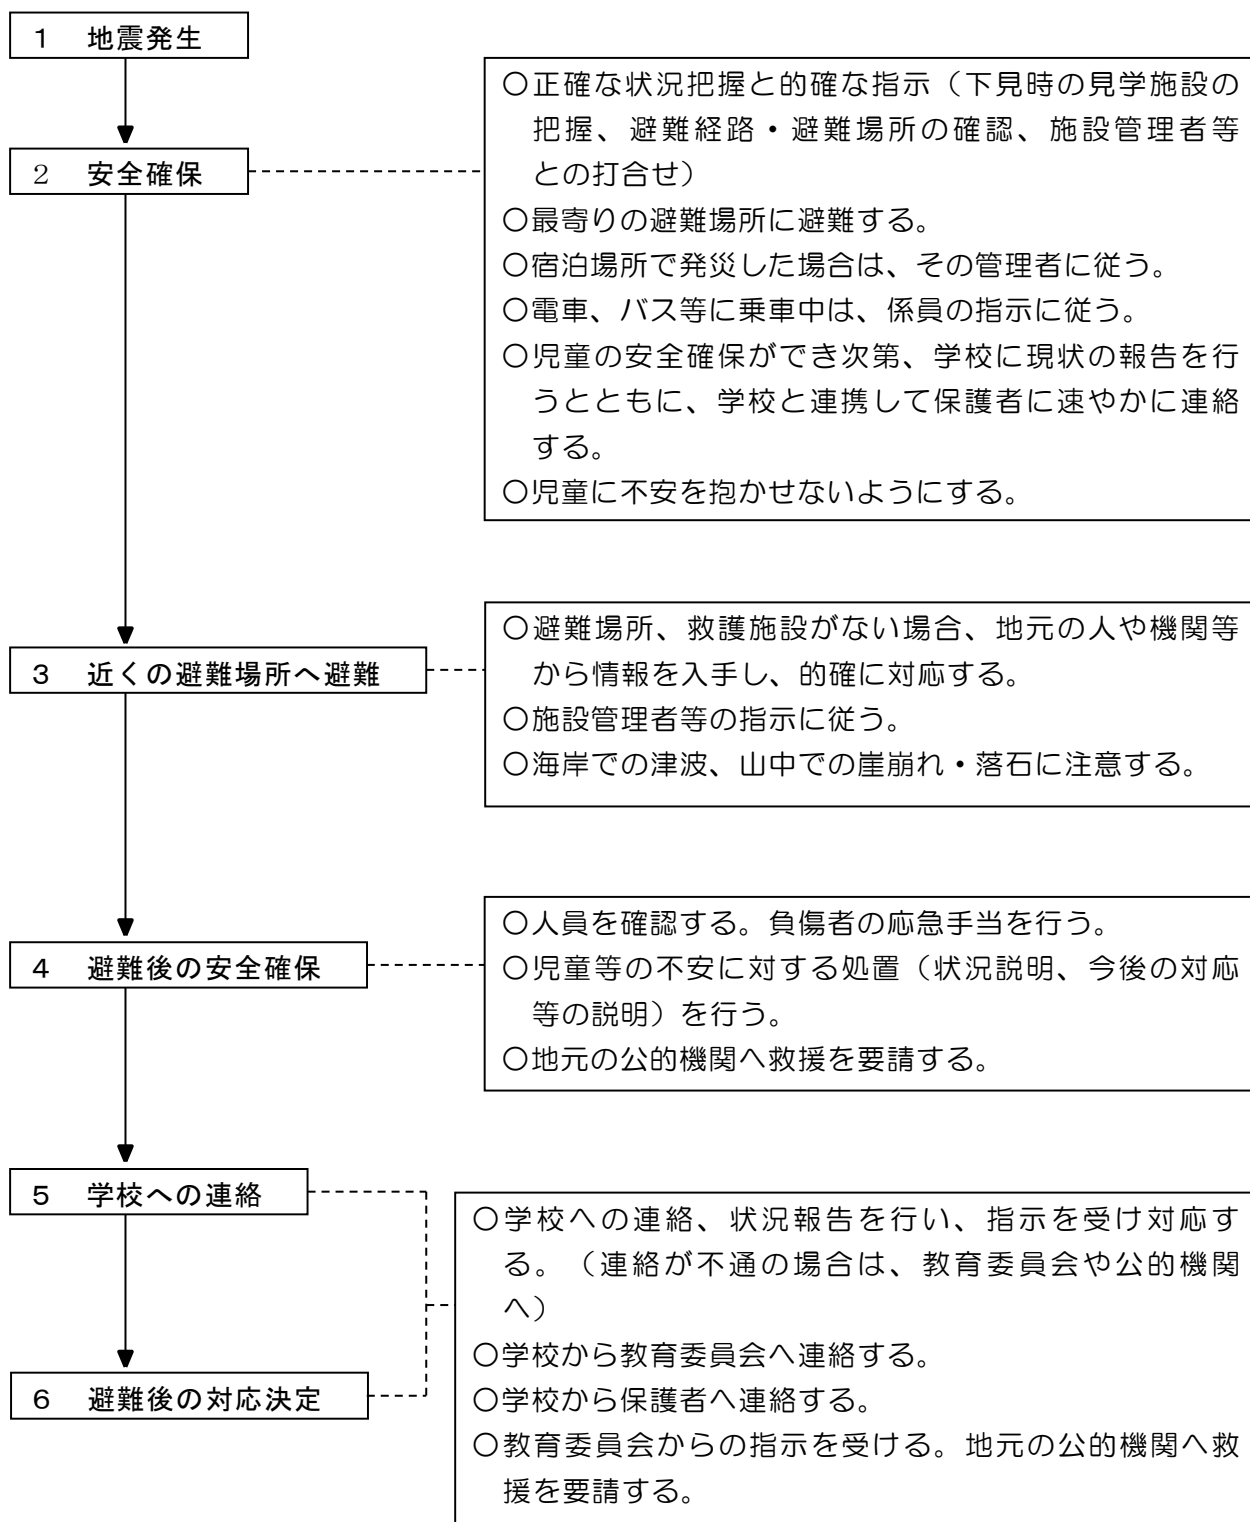 1 地震発生
2 安全確保
○正確な状況把握と的確な指示（下見時の見学施設の
把握、避難経路・避難場所の確認、施設管理者等
との打合せ）
○最寄りの避難場所に避難する。
○宿泊場所で発災した場合は、その管理者に従う。
○電車、バス等に乗車中は、係員の指示に従う。
○児童の安全確保ができ次第、学校に現状の報告を行
うとともに、学校と連携して保護者に速やかに連絡
する。
○児童に不安を抱かせないようにする。
3 近くの避難場所へ避難
○避難場所、救護施設がない場合、地元の人や機関等
から情報を入手し、的確に対応する。
○施設管理者等の指示に従う。
○海岸での津波、山中での崖崩れ・落石に注意する。
4 避難後の安全確保
○人員を確認する。負傷者の応急手当を行う。
○児童等の不安に対する処置（状況説明、今後の対応
等の説明）を行う。
○地元の公的機関へ救援を要請する。
5 学校への連絡
6 避難後の対応決定
○学校への連絡、状況報告を行い、指示を受け対応す
る。（連絡が不通の場合は、教育委員会や公的機関
へ）
○学校から教育委員会へ連絡する。
○学校から保護者へ連絡する。
○教育委員会からの指示を受ける。地元の公的機関へ救
援を要請する。